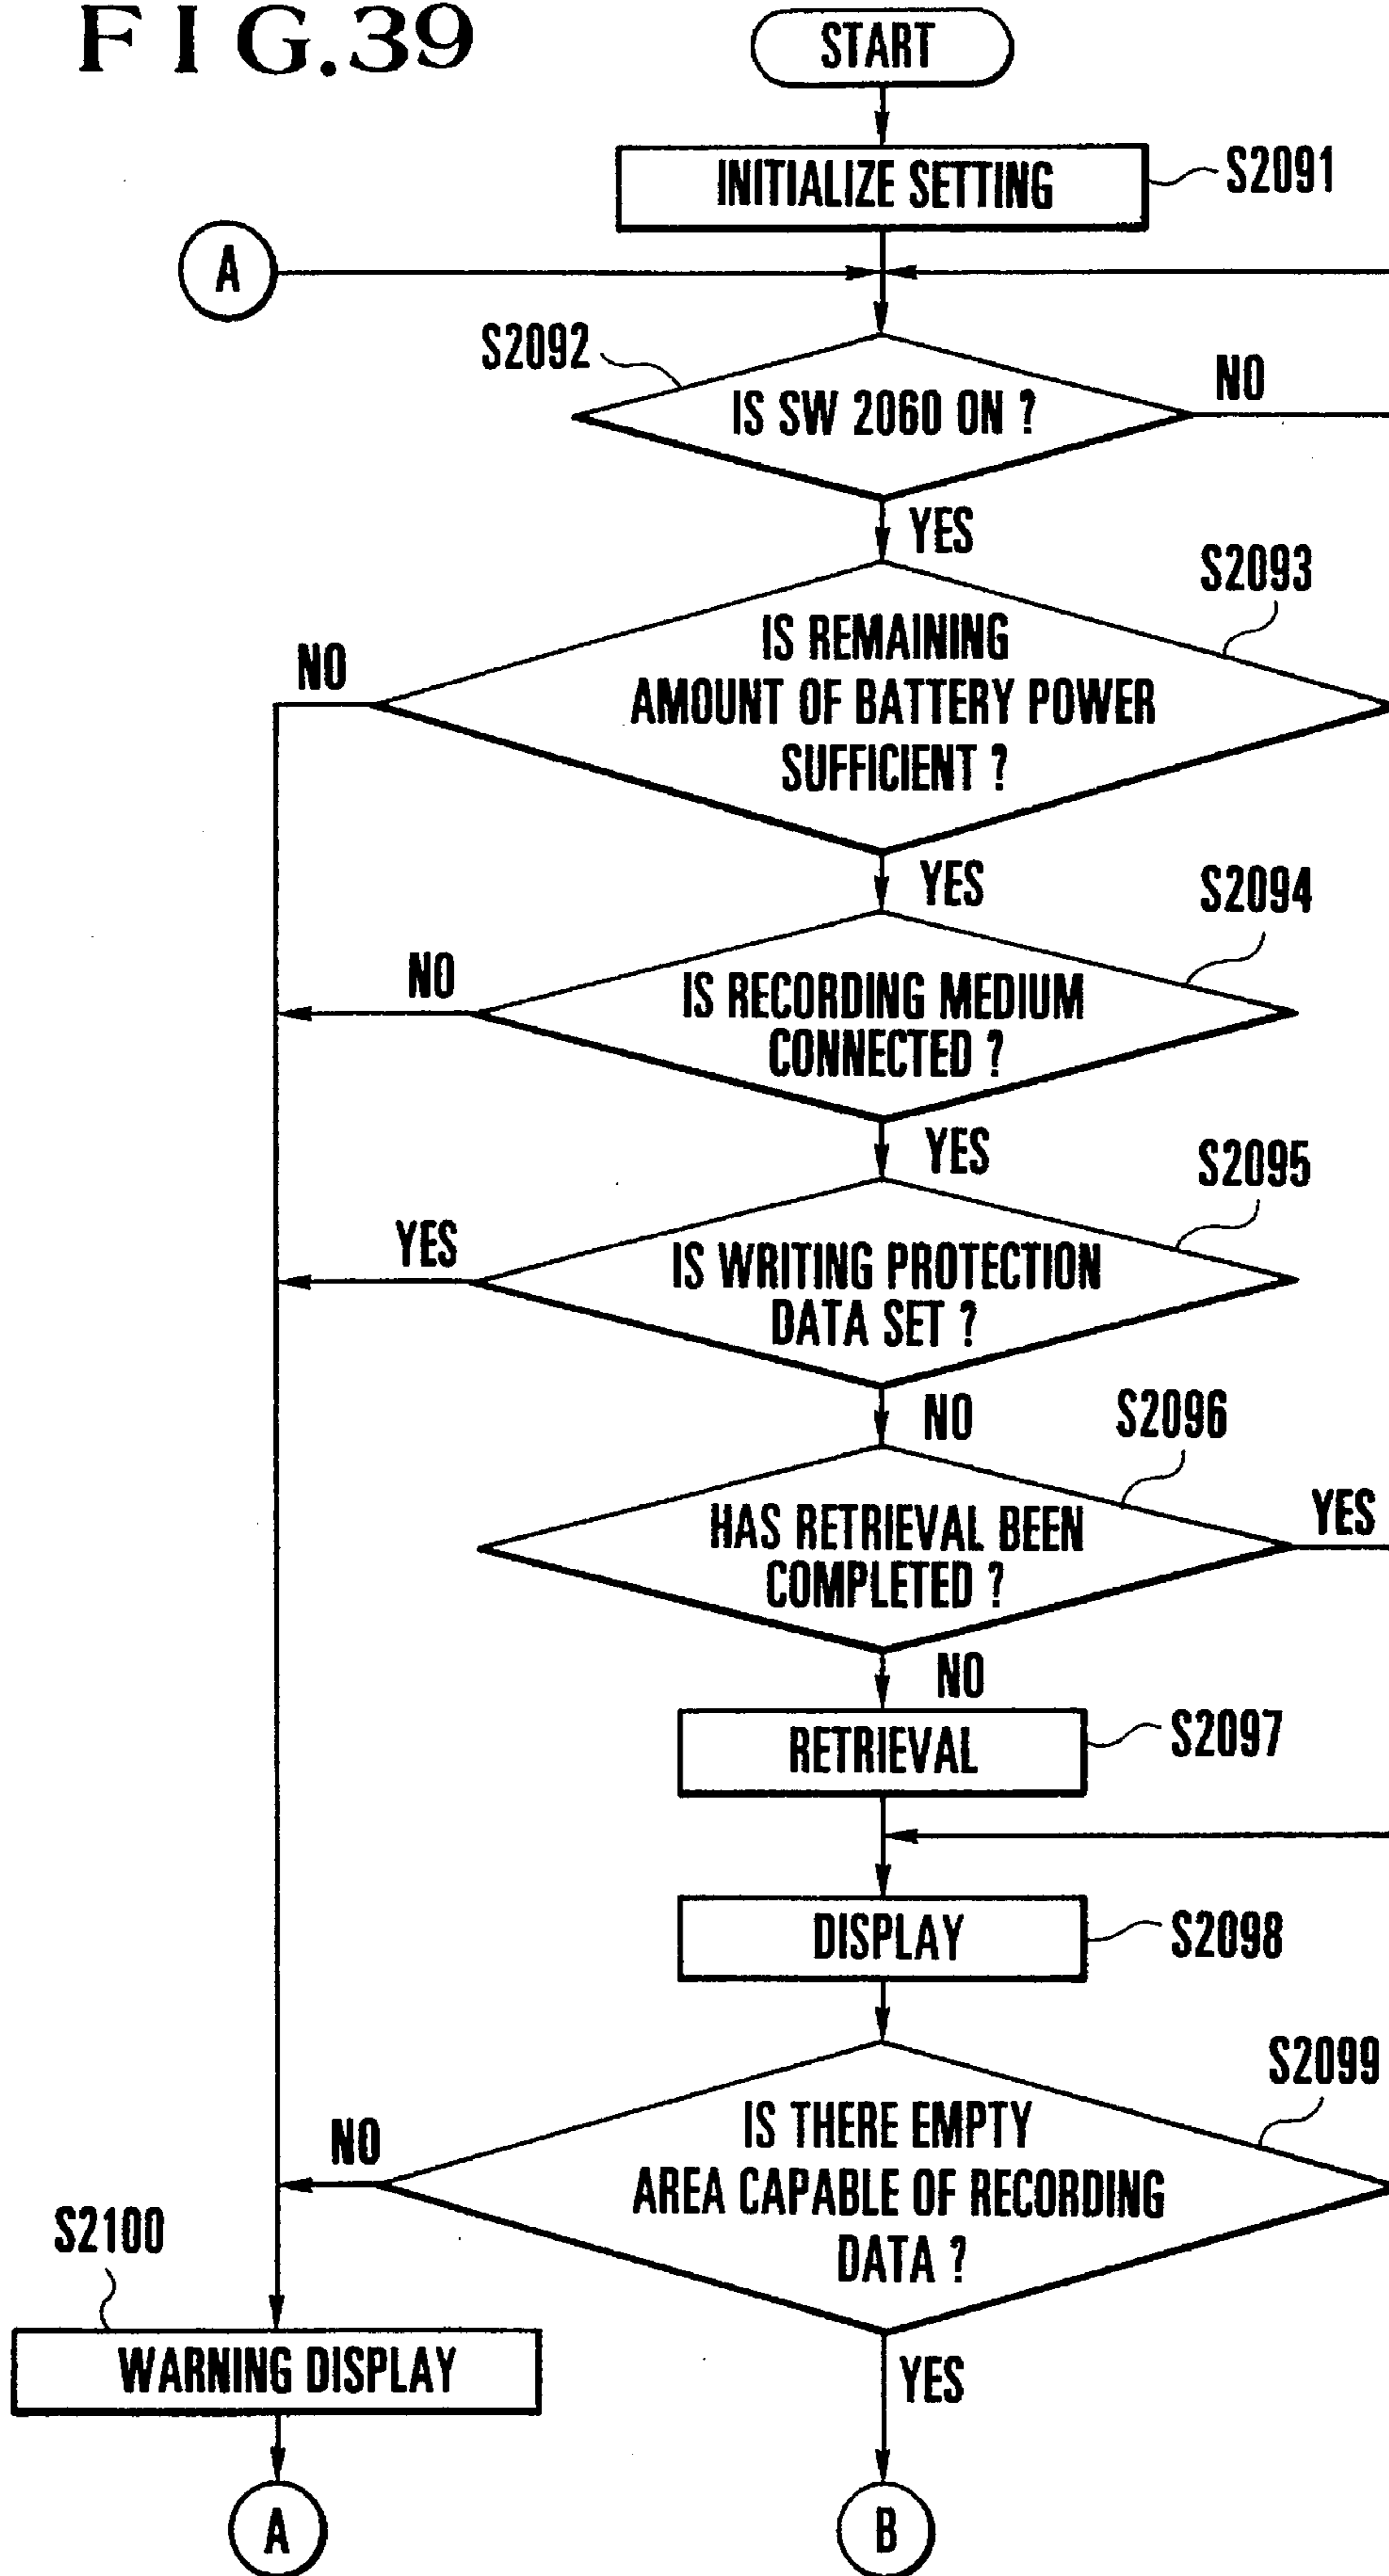 FIG.39
START
INITIALIZE SETTING
S2091
A
S2092
IS SW 2060 ON ?
NO
YES
S2093
IS REMAINING
AMOUNT OF BATTERY POWER
SUFFICIENT ?
NO
YES
S2094
IS RECORDING MEDIUM
CONNECTED ?
NO
YES
S2095
IS WRITING PROTECTION
DATA SET ?
YES
NO
S2096
HAS RETRIEVAL BEEN
COMPLETED ?
YES
NO
RETRIEVAL
S2097
DISPLAY
S2098
S2099
IS THERE EMPTY
AREA CAPABLE OF RECORDING
DATA ?
NO
S2100
WARNING DISPLAY
YES
A
B